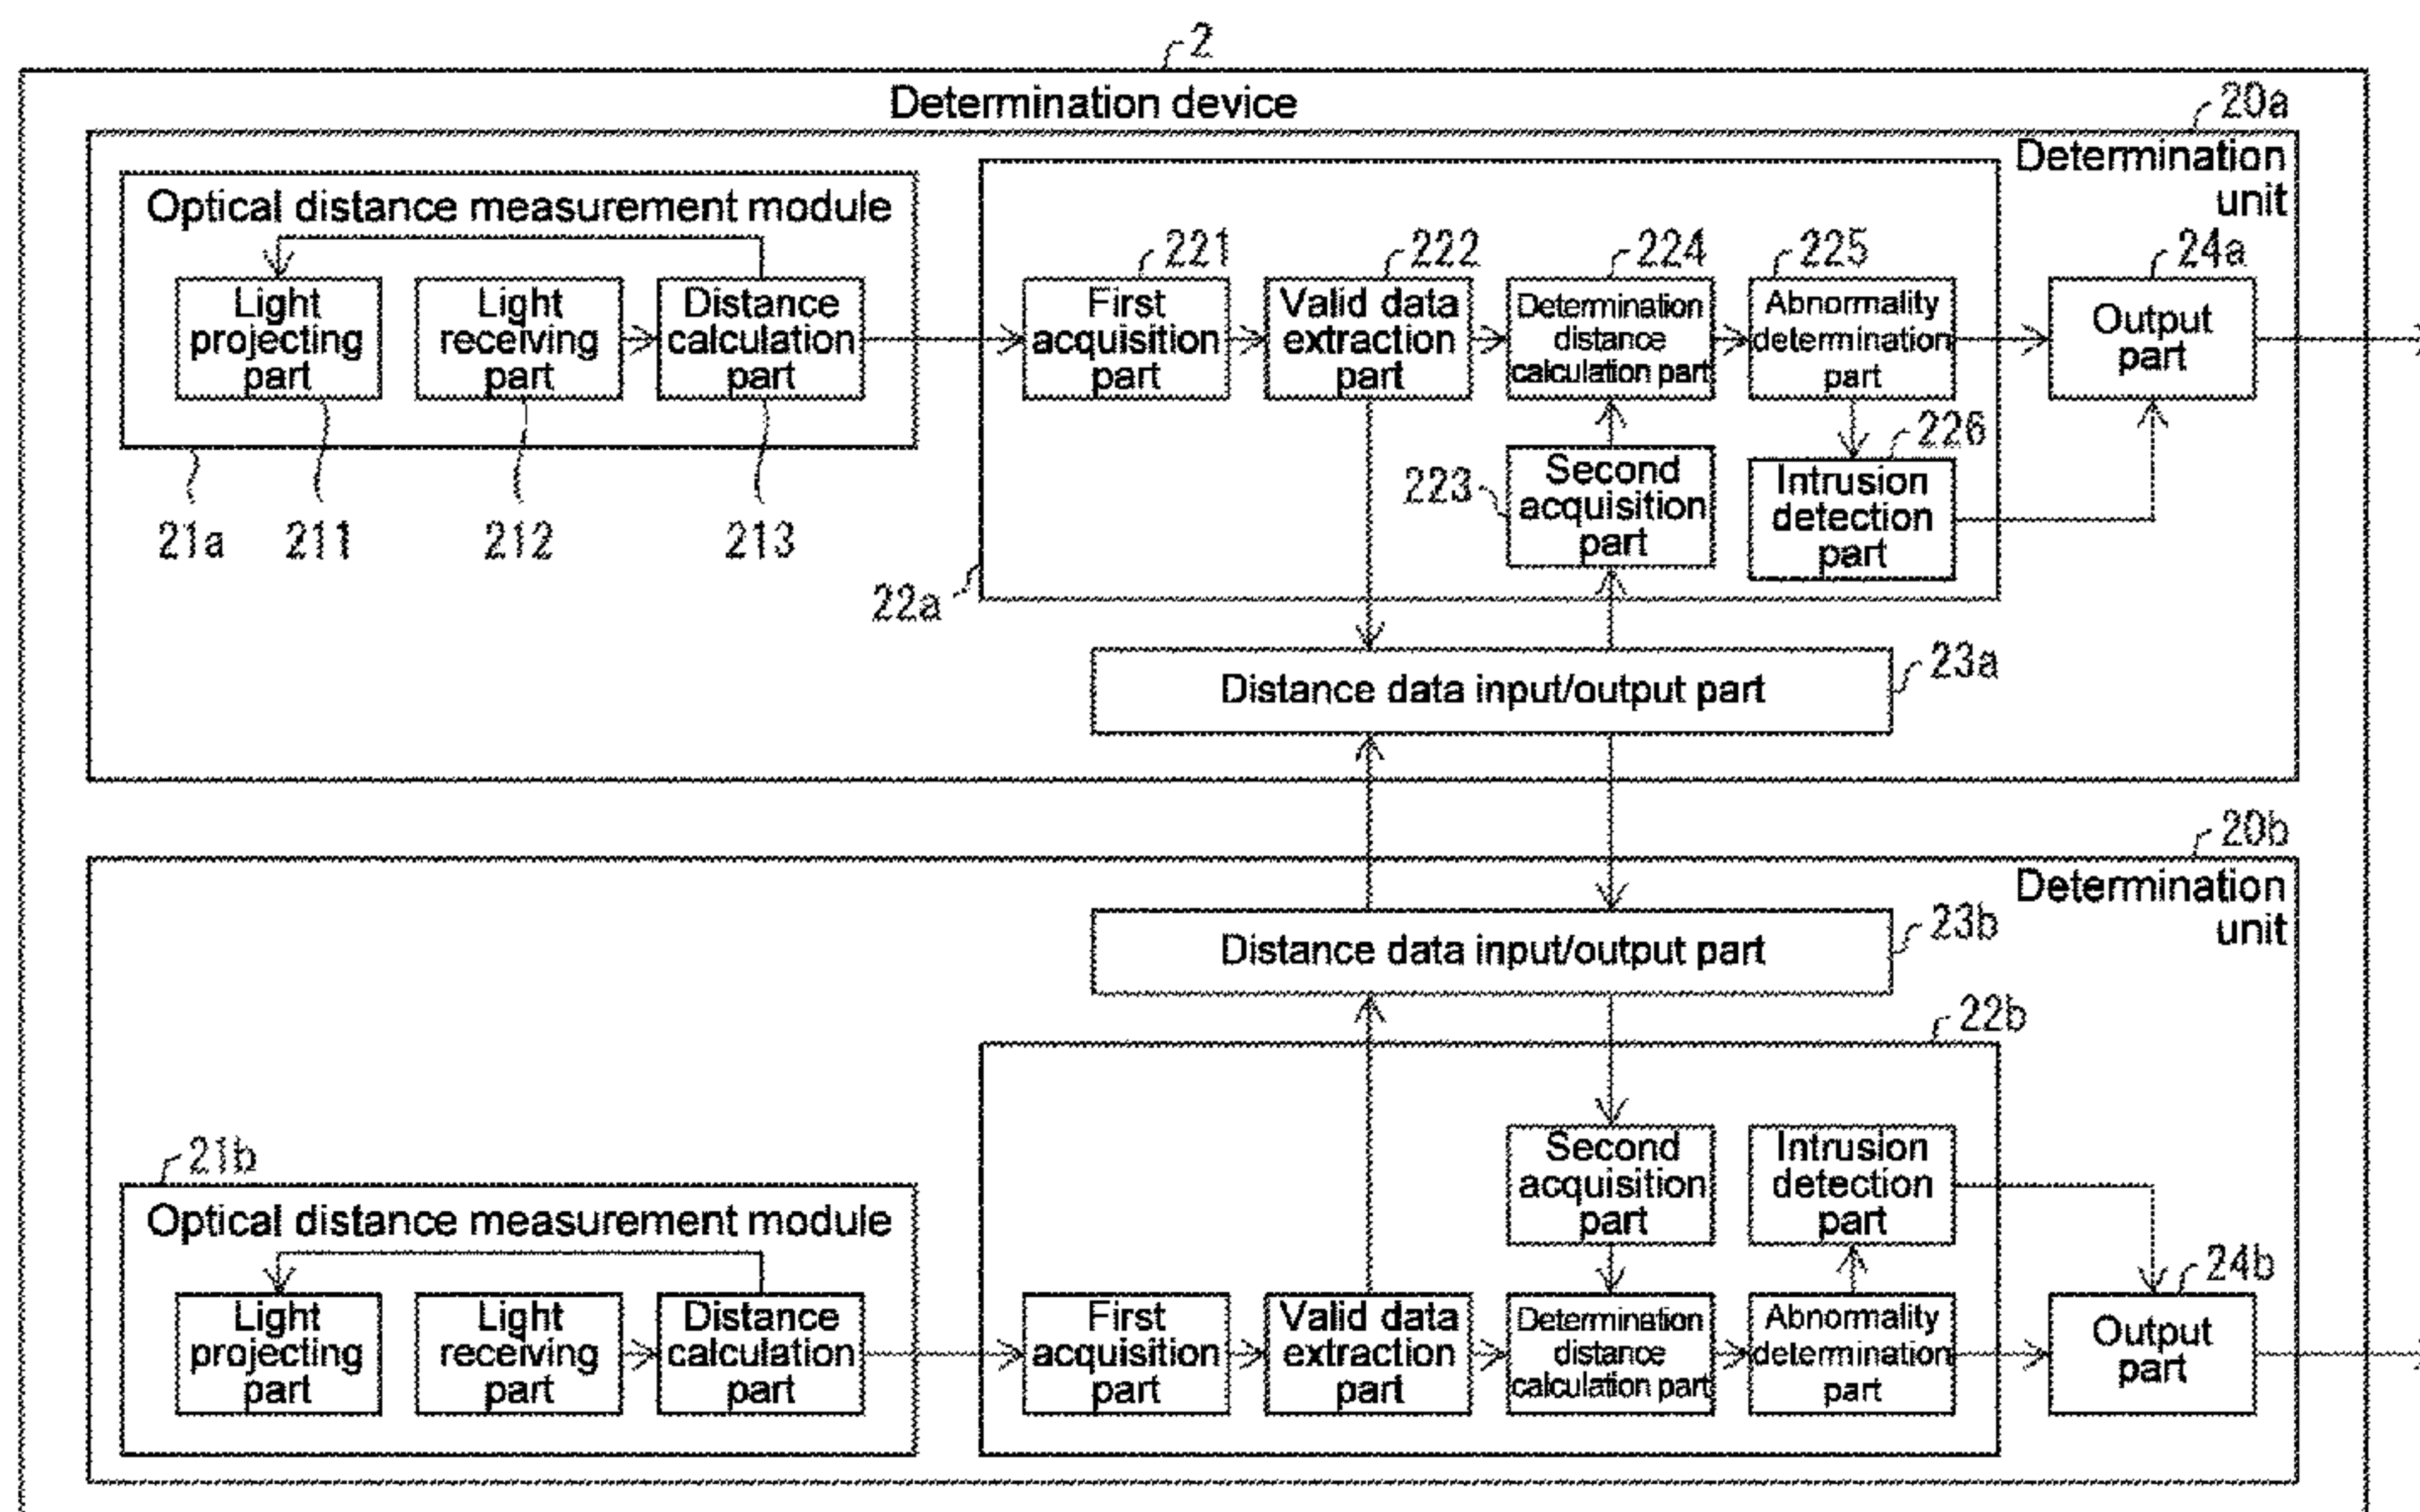 2
Determination device
20a
Determination
unit
Optical distance measurement module
Light
projecting
part
Light
receiving
part
Distance
calculation
part
21a
211
212
213
221
First
acquisition
part
222
Valid data
extraction
part
224
Determination
distance
calculation part
225
Abnormality
determination
part
24a
Output
part
223
Second
acquisition
part
226
Intrusion
detection
part
22a
Distance data input/output part
23a
20b
Determination
unit
Distance data input/output part
23b
22b
Second
acquisition
part
Intrusion
detection
part
21b
Optical distance measurement module
Light
projecting
part
Light
receiving
part
Distance
calculation
part
First
acquisition
part
Valid data
extraction
part
Determination
distance
calculation part
Abnormality
determination
part
24b
Output
part